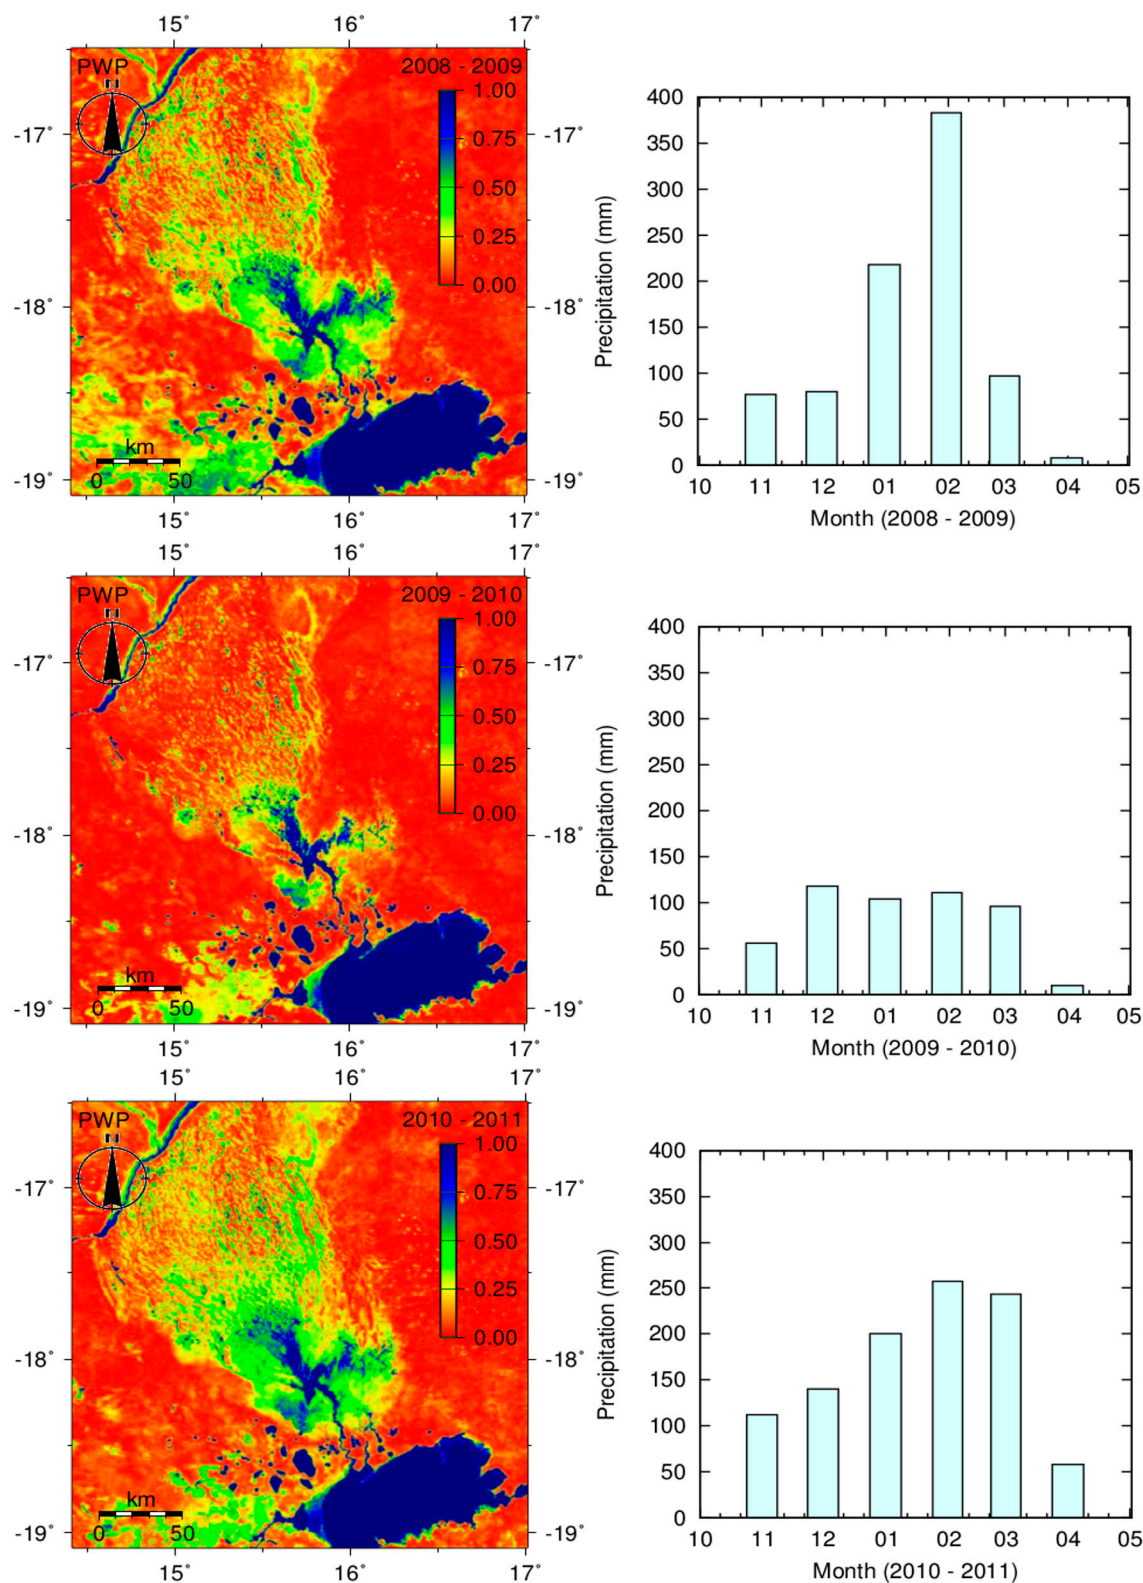 15˚ 16˚ 17˚
PWP 2008 - 2009
N
1.00
0.75
0.50
0.25
0.00
-17˚ -17˚
-18˚ -18˚
-19˚ -19˚
km
0 50
15˚ 16˚ 17˚
400
350
300
250
200
150
100
50
0
Precipitation (mm)
10 11 12 01 02 03 04 05
Month (2008 - 2009)
15˚ 16˚ 17˚
PWP 2009 - 2010
N
1.00
0.75
0.50
0.25
0.00
-17˚ -17˚
-18˚ -18˚
-19˚ -19˚
km
0 50
15˚ 16˚ 17˚
400
350
300
250
200
150
100
50
0
Precipitation (mm)
10 11 12 01 02 03 04 05
Month (2009 - 2010)
15˚ 16˚ 17˚
PWP 2010 - 2011
N
1.00
0.75
0.50
0.25
0.00
-17˚ -17˚
-18˚ -18˚
-19˚ -19˚
km
0 50
15˚ 16˚ 17˚
400
350
300
250
200
150
100
50
0
Precipitation (mm)
10 11 12 01 02 03 04 05
Month (2010 - 2011)